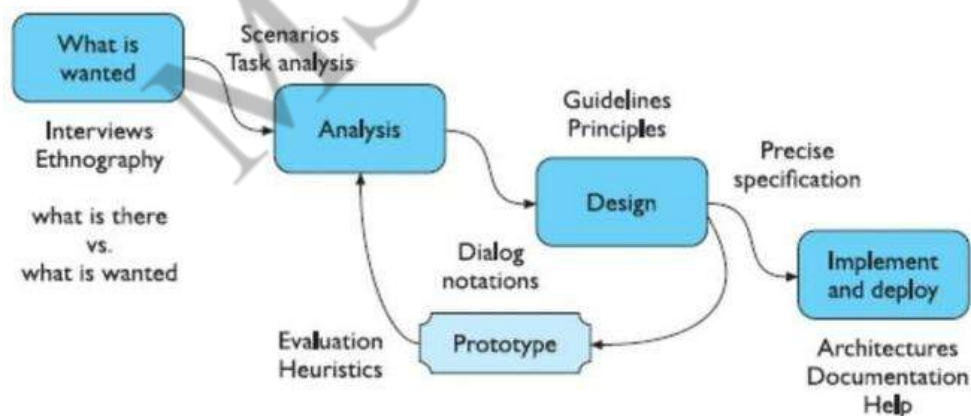 What is
wanted
Scenarios
Task analysis
Interviews
Ethnography
what is there
vs.
what is wanted
Analysis
Guidelines
Principles
Design
Precise
specification
Dialog
notations
Evaluation
Heuristics
Prototype
Implement
and deploy
Architectures
Documentation
Help